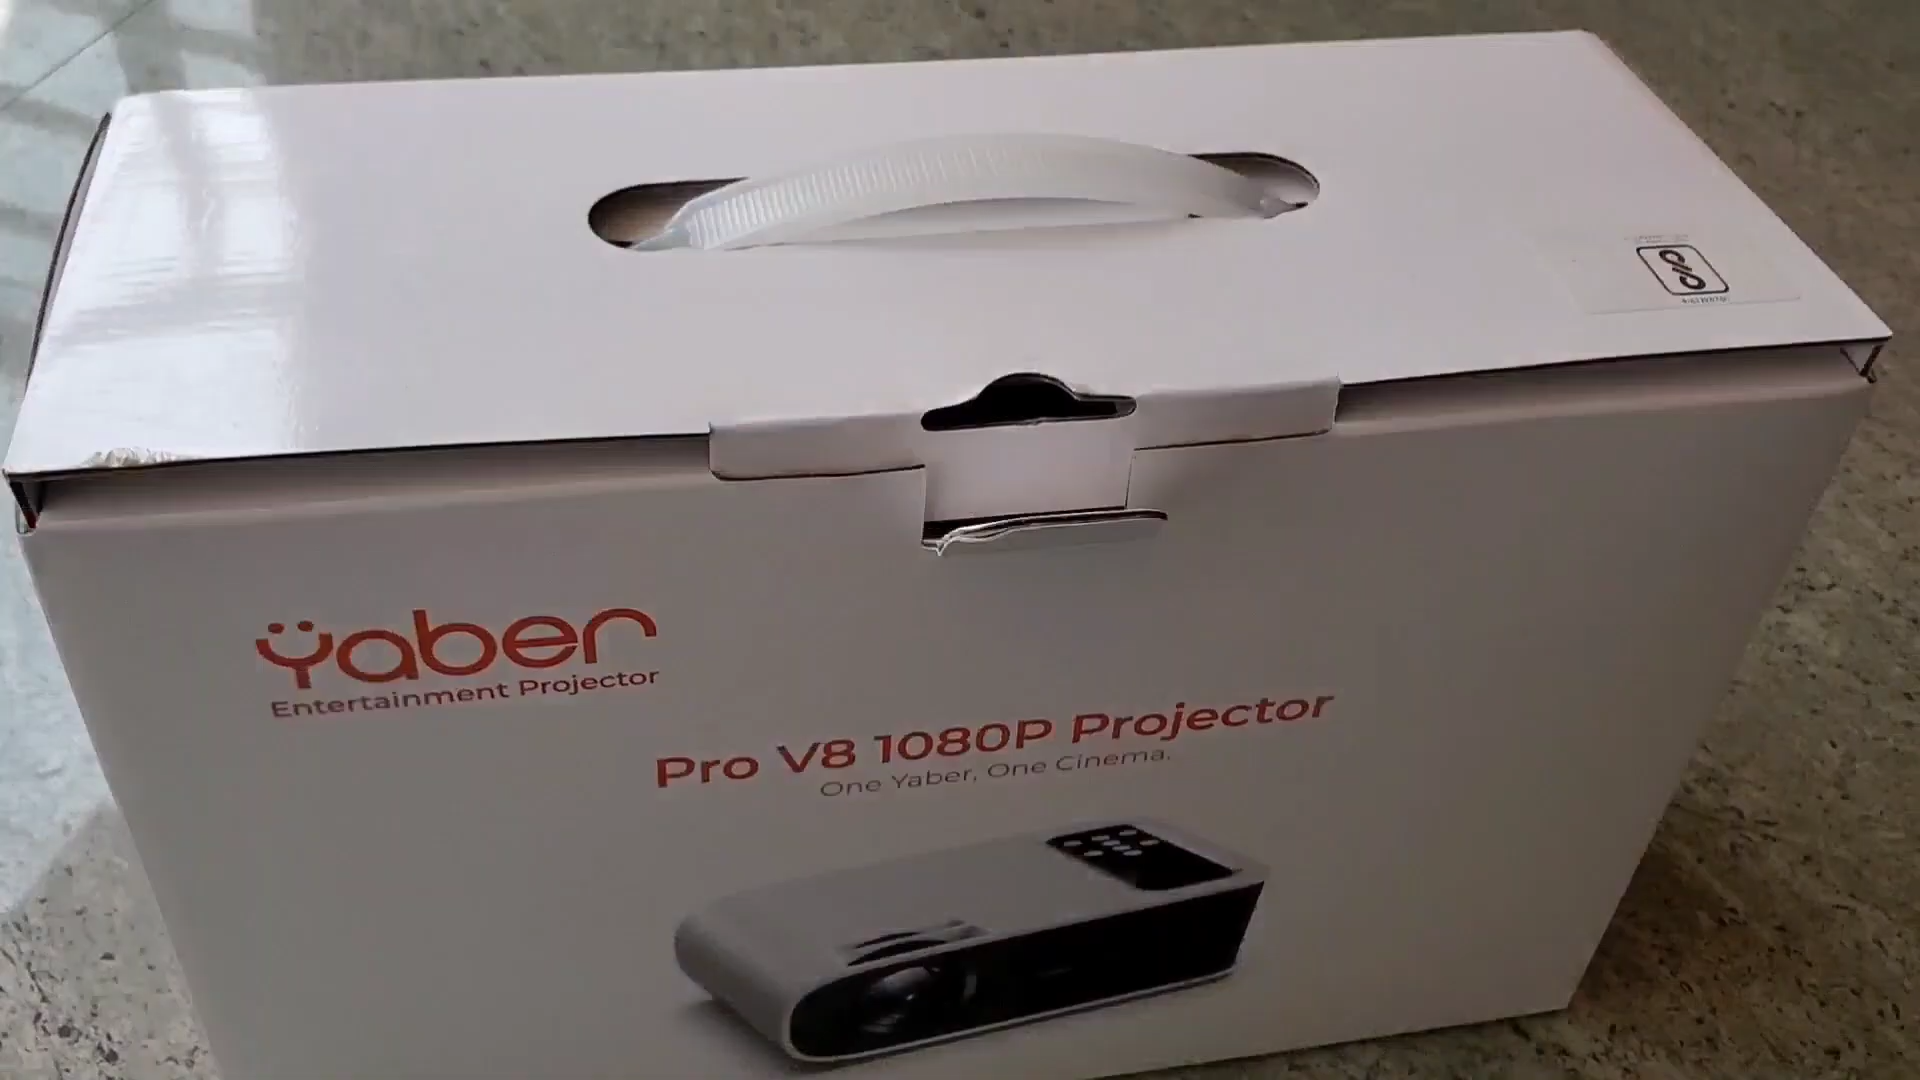 Yaber
Entertainment Projector
Pro V8 1080P Projector
One Yaber, One Cinema.